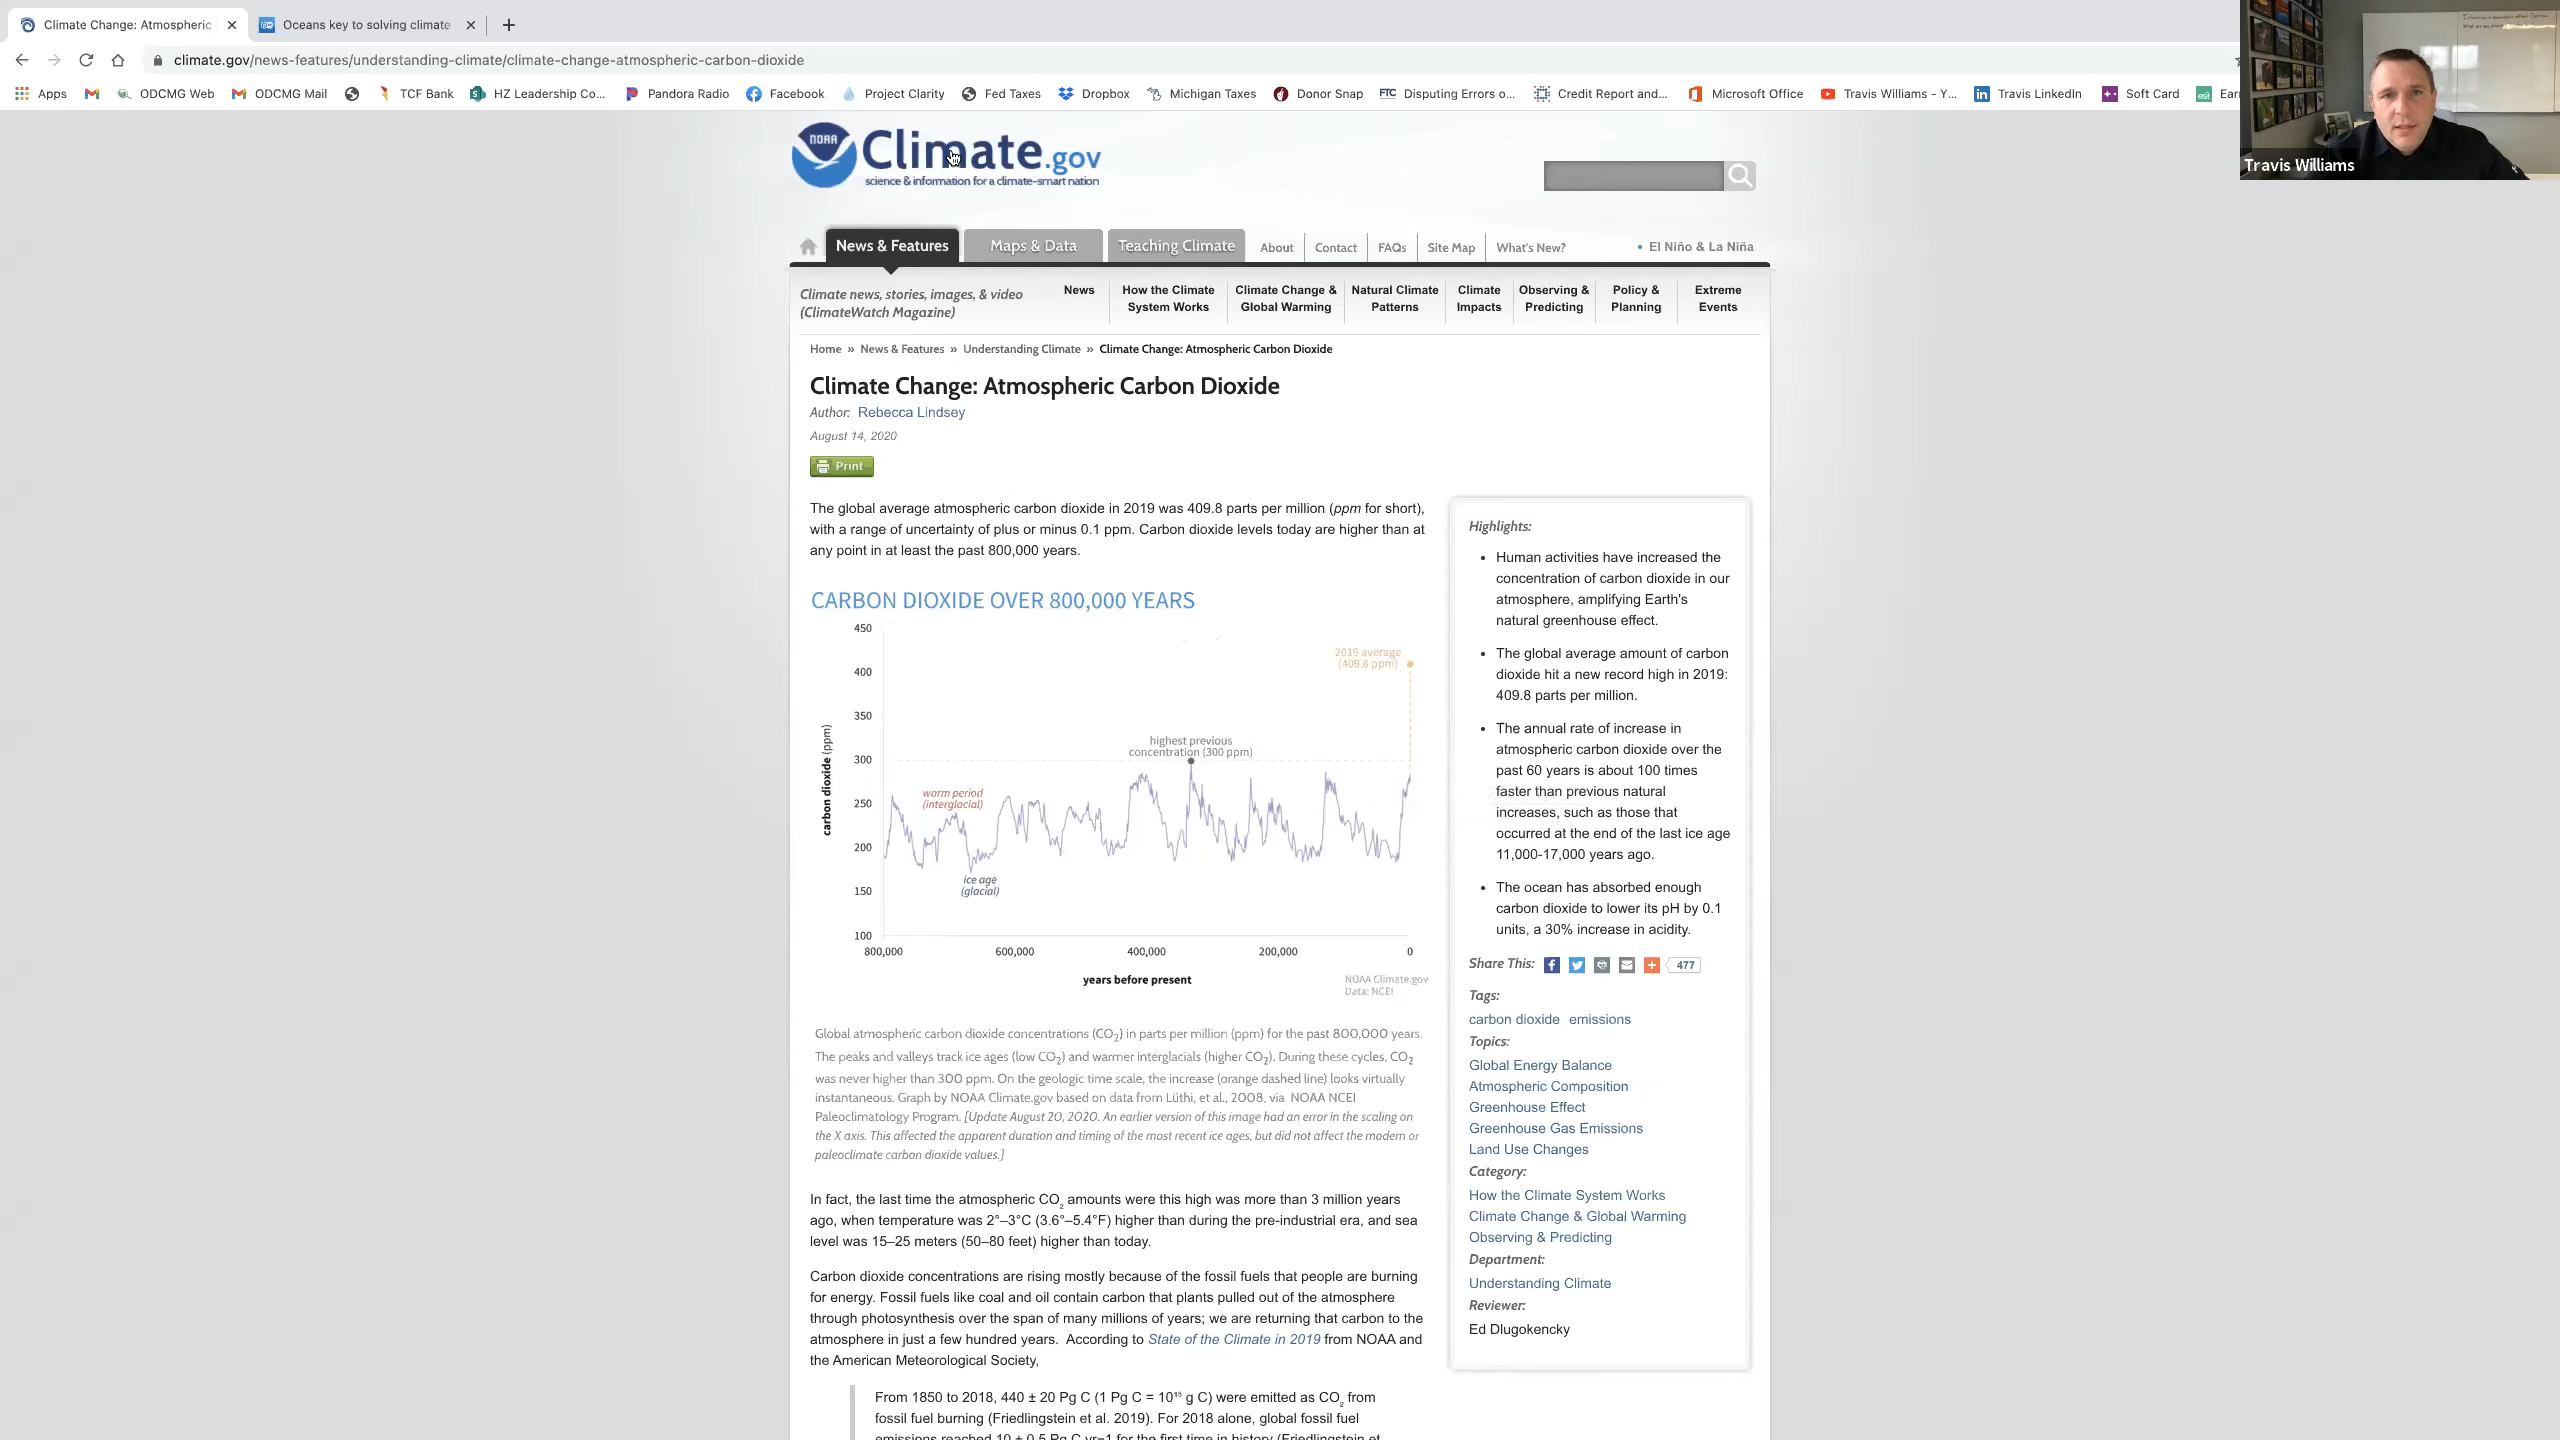 Climate Change: Atmospheric
Oceans key to solving climate
climate.gov/news-features/understanding-climate/climate-change-atmospheric-carbon-dioxide
Apps
ODCMG Web
ODCMG Mail
TCF Bank
HZ Leadership Co...
Pandora Radio
Facebook
Project Clarity
Fed Taxes
Dropbox
Michigan Taxes
Donor Snap
FTC Disputing Errors o...
Credit Report and...
Microsoft Office
Travis Williams - Y...
Travis LinkedIn
Soft Card
Ear
Travis Williams
NOAA
Climate.gov
science & information for a climate-smart nation
News & Features
Maps & Data
Teaching Climate
About
Contact
FAQs
Site Map
What's New?
• El Niño & La Niña
Climate news, stories, images, & video
(ClimateWatch Magazine)
News
How the Climate
System Works
Climate Change &
Global Warming
Natural Climate
Patterns
Climate
Impacts
Observing &
Predicting
Policy &
Planning
Extreme
Events
Home » News & Features » Understanding Climate » Climate Change: Atmospheric Carbon Dioxide
Climate Change: Atmospheric Carbon Dioxide
Author: Rebecca Lindsey
August 14, 2020
Print
The global average atmospheric carbon dioxide in 2019 was 409.8 parts per million (ppm for short),
with a range of uncertainty of plus or minus 0.1 ppm. Carbon dioxide levels today are higher than at
any point in at least the past 800,000 years.
CARBON DIOXIDE OVER 800,000 YEARS
450
400
350
300
250
200
150
100
carbon dioxide (ppm)
2019 average
(409.8 ppm)
highest previous
concentration (300 ppm)
warm period
(interglacial)
ice age
(glacial)
800,000
600,000
400,000
200,000
0
years before present
NOAA Climate.gov
Data: NCEI
Global atmospheric carbon dioxide concentrations (CO2) in parts per million (ppm) for the past 800,000 years.
The peaks and valleys track ice ages (low CO2) and warmer interglacials (higher CO2). During these cycles, CO2
was never higher than 300 ppm. On the geologic time scale, the increase (orange dashed line) looks virtually
instantaneous. Graph by NOAA Climate.gov based on data from Lüthi, et al., 2008, via NOAA NCEI
Paleoclimatology Program. [Update August 20, 2020. An earlier version of this image had an error in the scaling on
the X axis. This affected the apparent duration and timing of the most recent ice ages, but did not affect the modern or
paleoclimate carbon dioxide values.]
In fact, the last time the atmospheric CO2 amounts were this high was more than 3 million years
ago, when temperature was 2°–3°C (3.6°–5.4°F) higher than during the pre-industrial era, and sea
level was 15–25 meters (50–80 feet) higher than today.
Carbon dioxide concentrations are rising mostly because of the fossil fuels that people are burning
for energy. Fossil fuels like coal and oil contain carbon that plants pulled out of the atmosphere
through photosynthesis over the span of many millions of years; we are returning that carbon to the
atmosphere in just a few hundred years. According to State of the Climate in 2019 from NOAA and
the American Meteorological Society,
From 1850 to 2018, 440 ± 20 Pg C (1 Pg C = 10¹⁵ g C) were emitted as CO2 from
fossil fuel burning (Friedlingstein et al. 2019). For 2018 alone, global fossil fuel
emissions reached 10 ± 0.5 Pg C yr−1 for the first time in history (Friedlingstein et
Highlights:
• Human activities have increased the
concentration of carbon dioxide in our
atmosphere, amplifying Earth's
natural greenhouse effect.
• The global average amount of carbon
dioxide hit a new record high in 2019:
409.8 parts per million.
• The annual rate of increase in
atmospheric carbon dioxide over the
past 60 years is about 100 times
faster than previous natural
increases, such as those that
occurred at the end of the last ice age
11,000-17,000 years ago.
• The ocean has absorbed enough
carbon dioxide to lower its pH by 0.1
units, a 30% increase in acidity.
Share This:
477
Tags:
carbon dioxide emissions
Topics:
Global Energy Balance
Atmospheric Composition
Greenhouse Effect
Greenhouse Gas Emissions
Land Use Changes
Category:
How the Climate System Works
Climate Change & Global Warming
Observing & Predicting
Department:
Understanding Climate
Reviewer:
Ed Dlugokencky